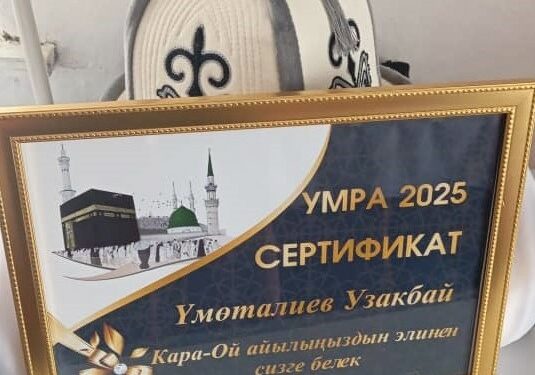 УМРА 2025
СЕРТИФИКАТ
Үмөталиев Узакбай
Кара-Ой айылыңыздын элинен
сизге белек